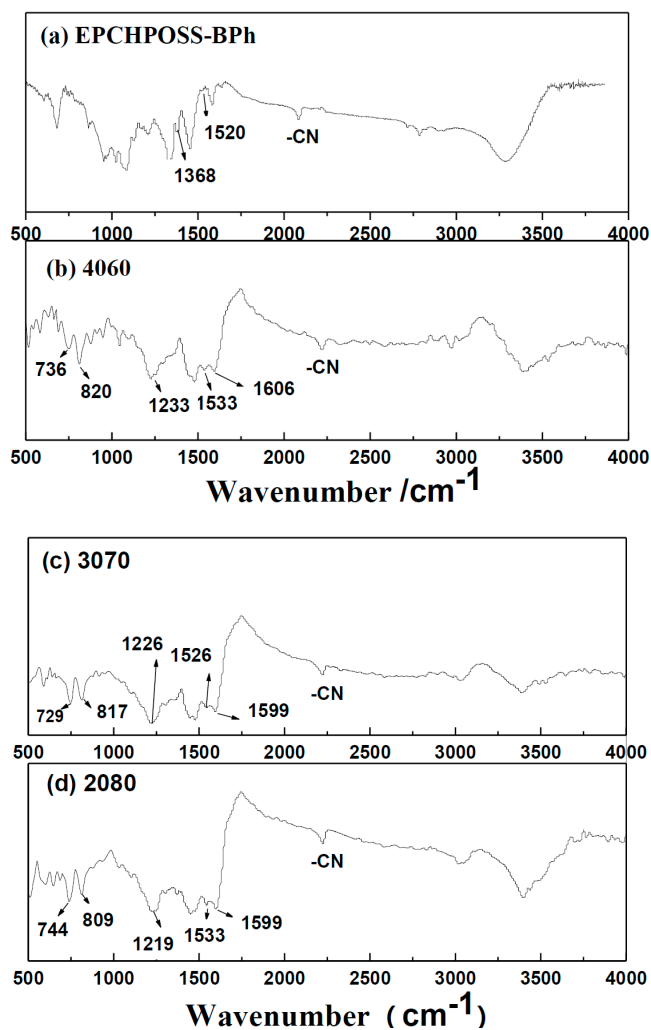 (a) EPCHPOSS-BPh
1520
-CN
1368
500 1000 1500 2000 2500 3000 3500 4000
(b) 4060
-CN
736
820 1233 1533 1606
500 1000 1500 2000 2500 3000 3500 4000
Wavenumber /cm-1
(c) 3070
1226 1526
-CN
729 817 1599
500 1000 1500 2000 2500 3000 3500 4000
(d) 2080
-CN
744 809 1219 1533 1599
500 1000 1500 2000 2500 3000 3500 4000
Wavenumber (cm-1)